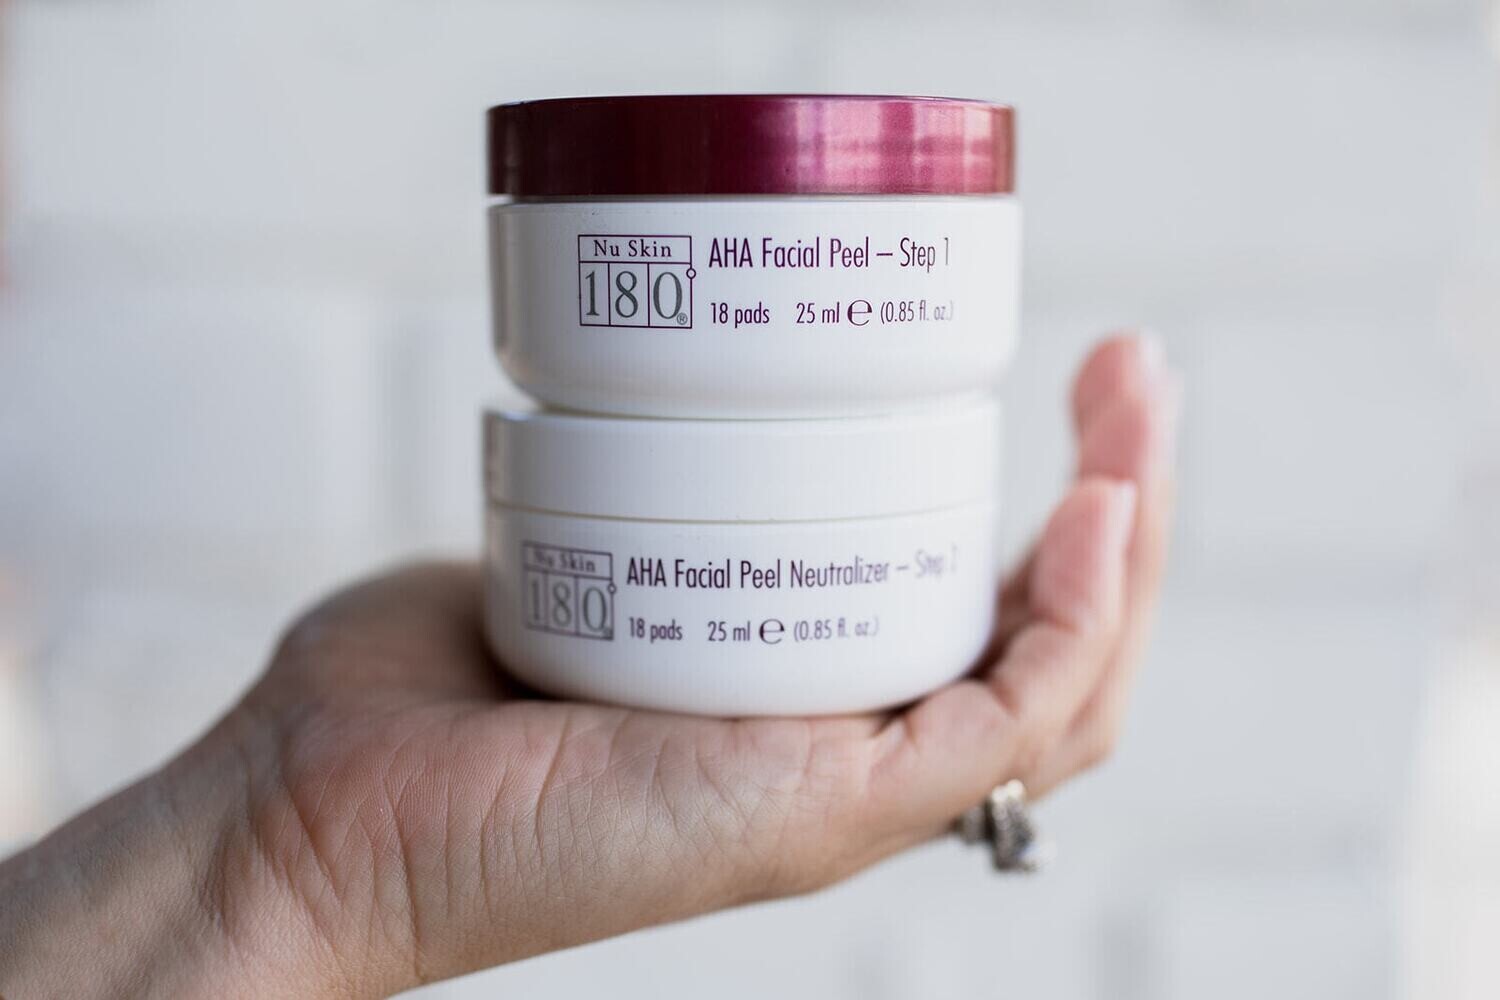 Nu Skin
180°®
AHA Facial Peel – Step 1
18 pads 25 ml ℮ (0.85 fl. oz.)
Nu Skin
180°
AHA Facial Peel Neutralizer – Step
18 pads 25 ml ℮ (0.85 fl. oz.)